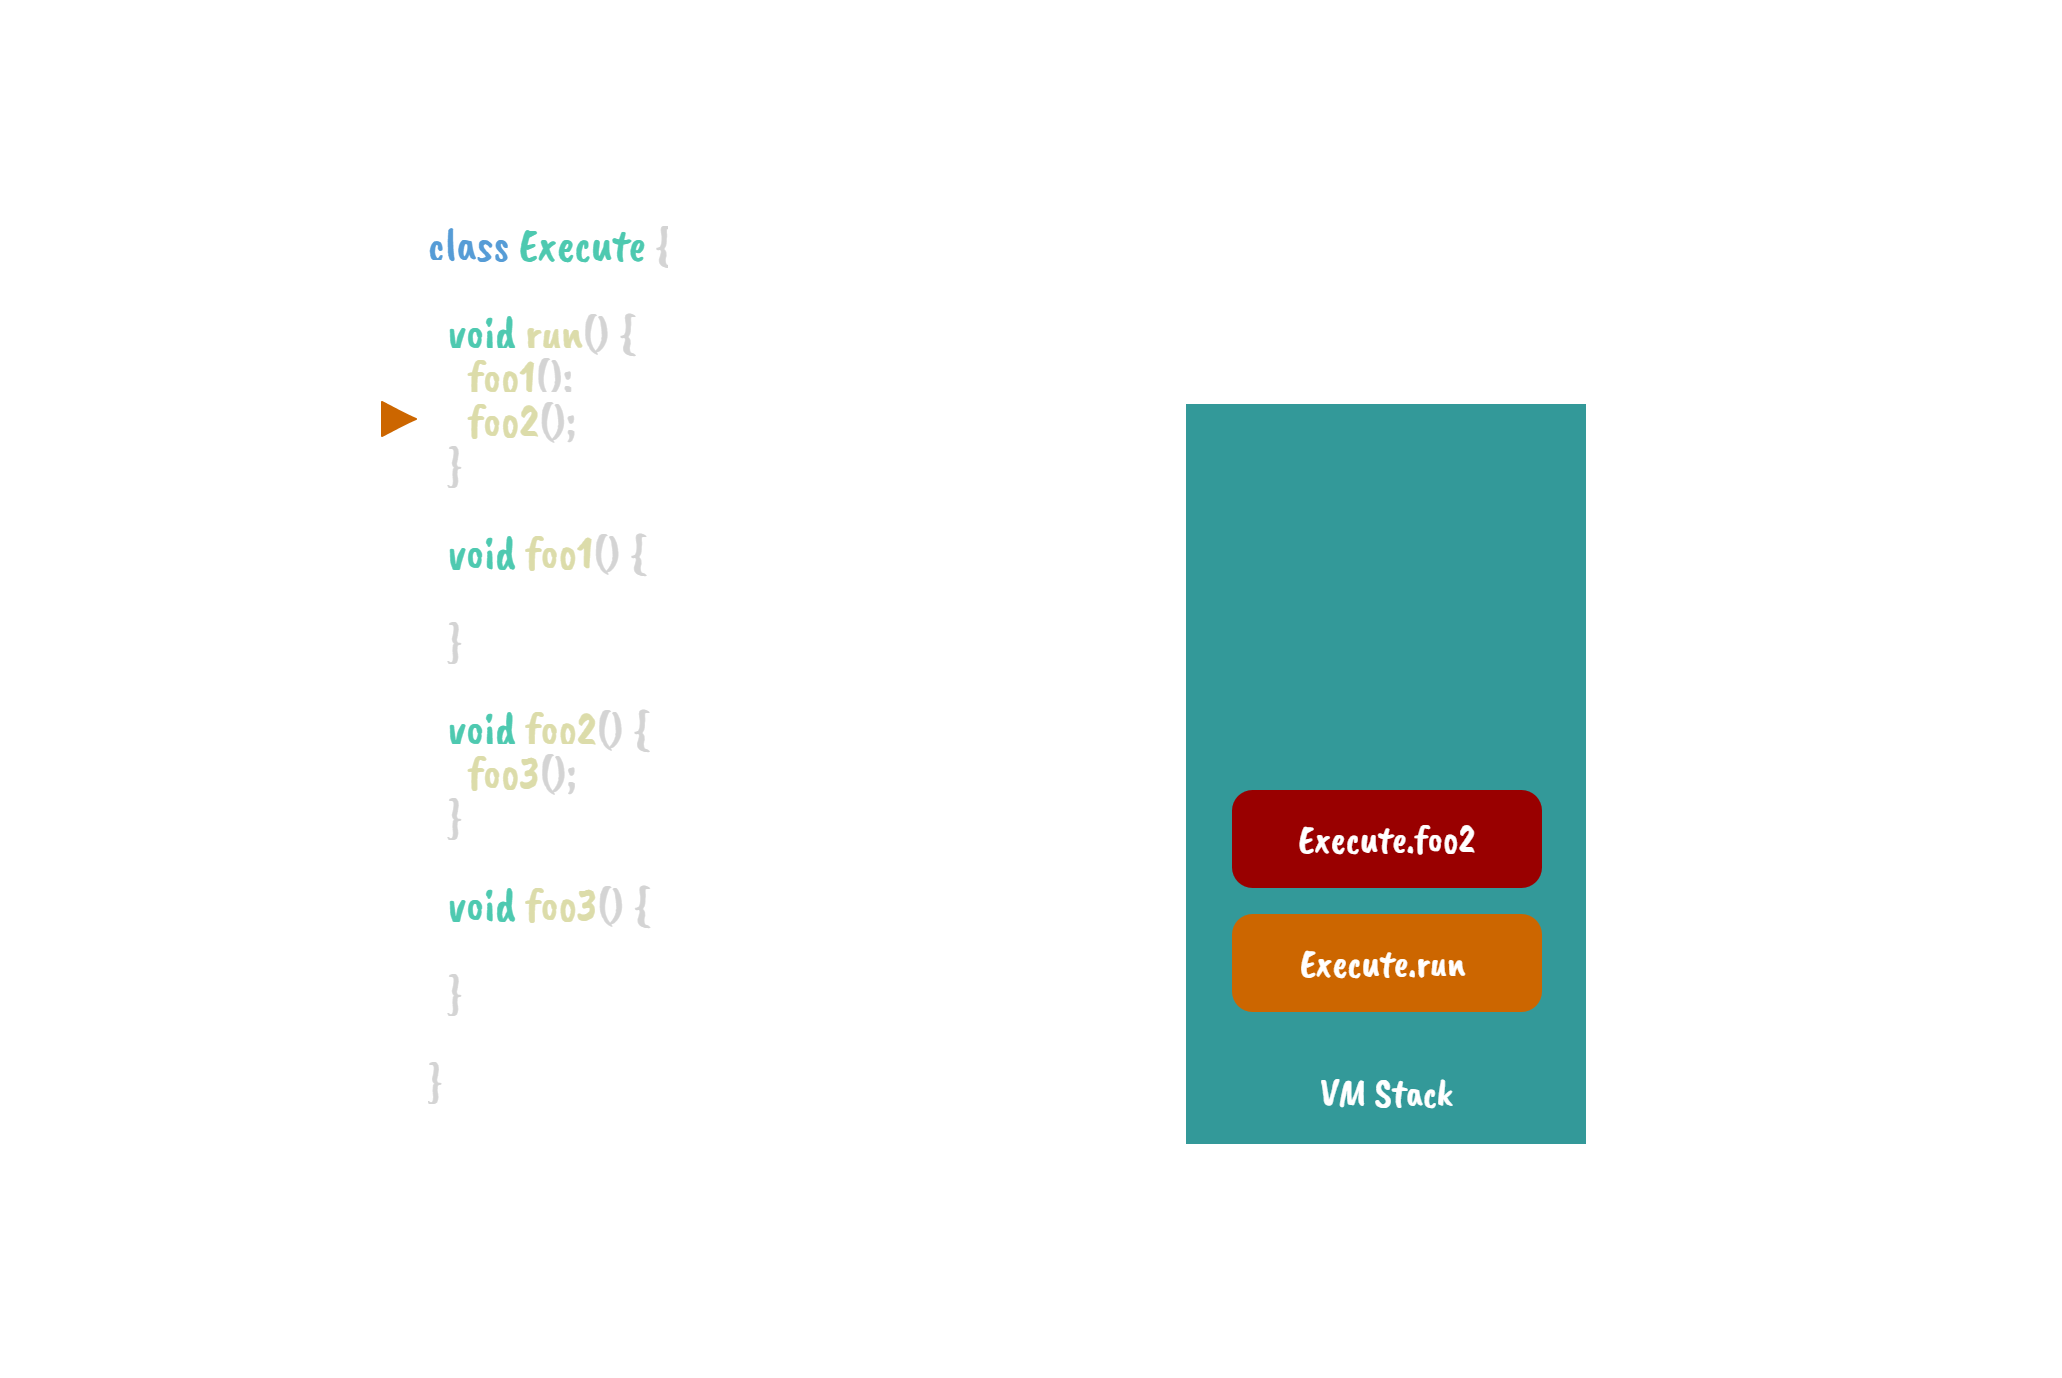 class Execute {
void run() {
foo1();
foo2();
}
void foo1() {
}
void foo2() {
foo3();
}
void foo3() {
}
}
Execute.foo2
Execute.run
VM Stack